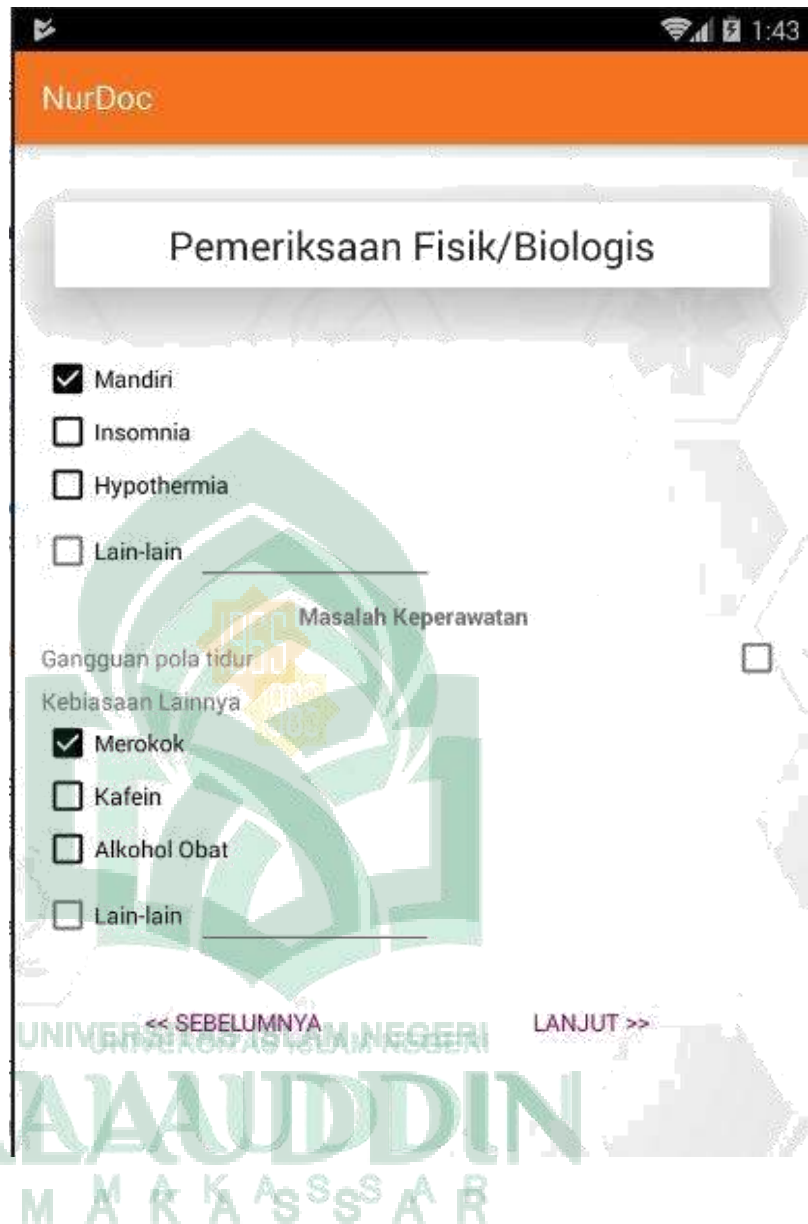 1:43
NurDoc
Pemeriksaan Fisik/Biologis
Mandiri
Insomnia
Hypothermia
Lain-lain
Masalah Keperawatan
Gangguan pola tidur
Kebiasaan Lainnya
Merokok
Kafein
Alkohol Obat
Lain-lain
<< SEBELUMNYA LANJUT >>
UNIVERSITAS ISLAM NEGERI
ALAUDDIN
MAKASSAR